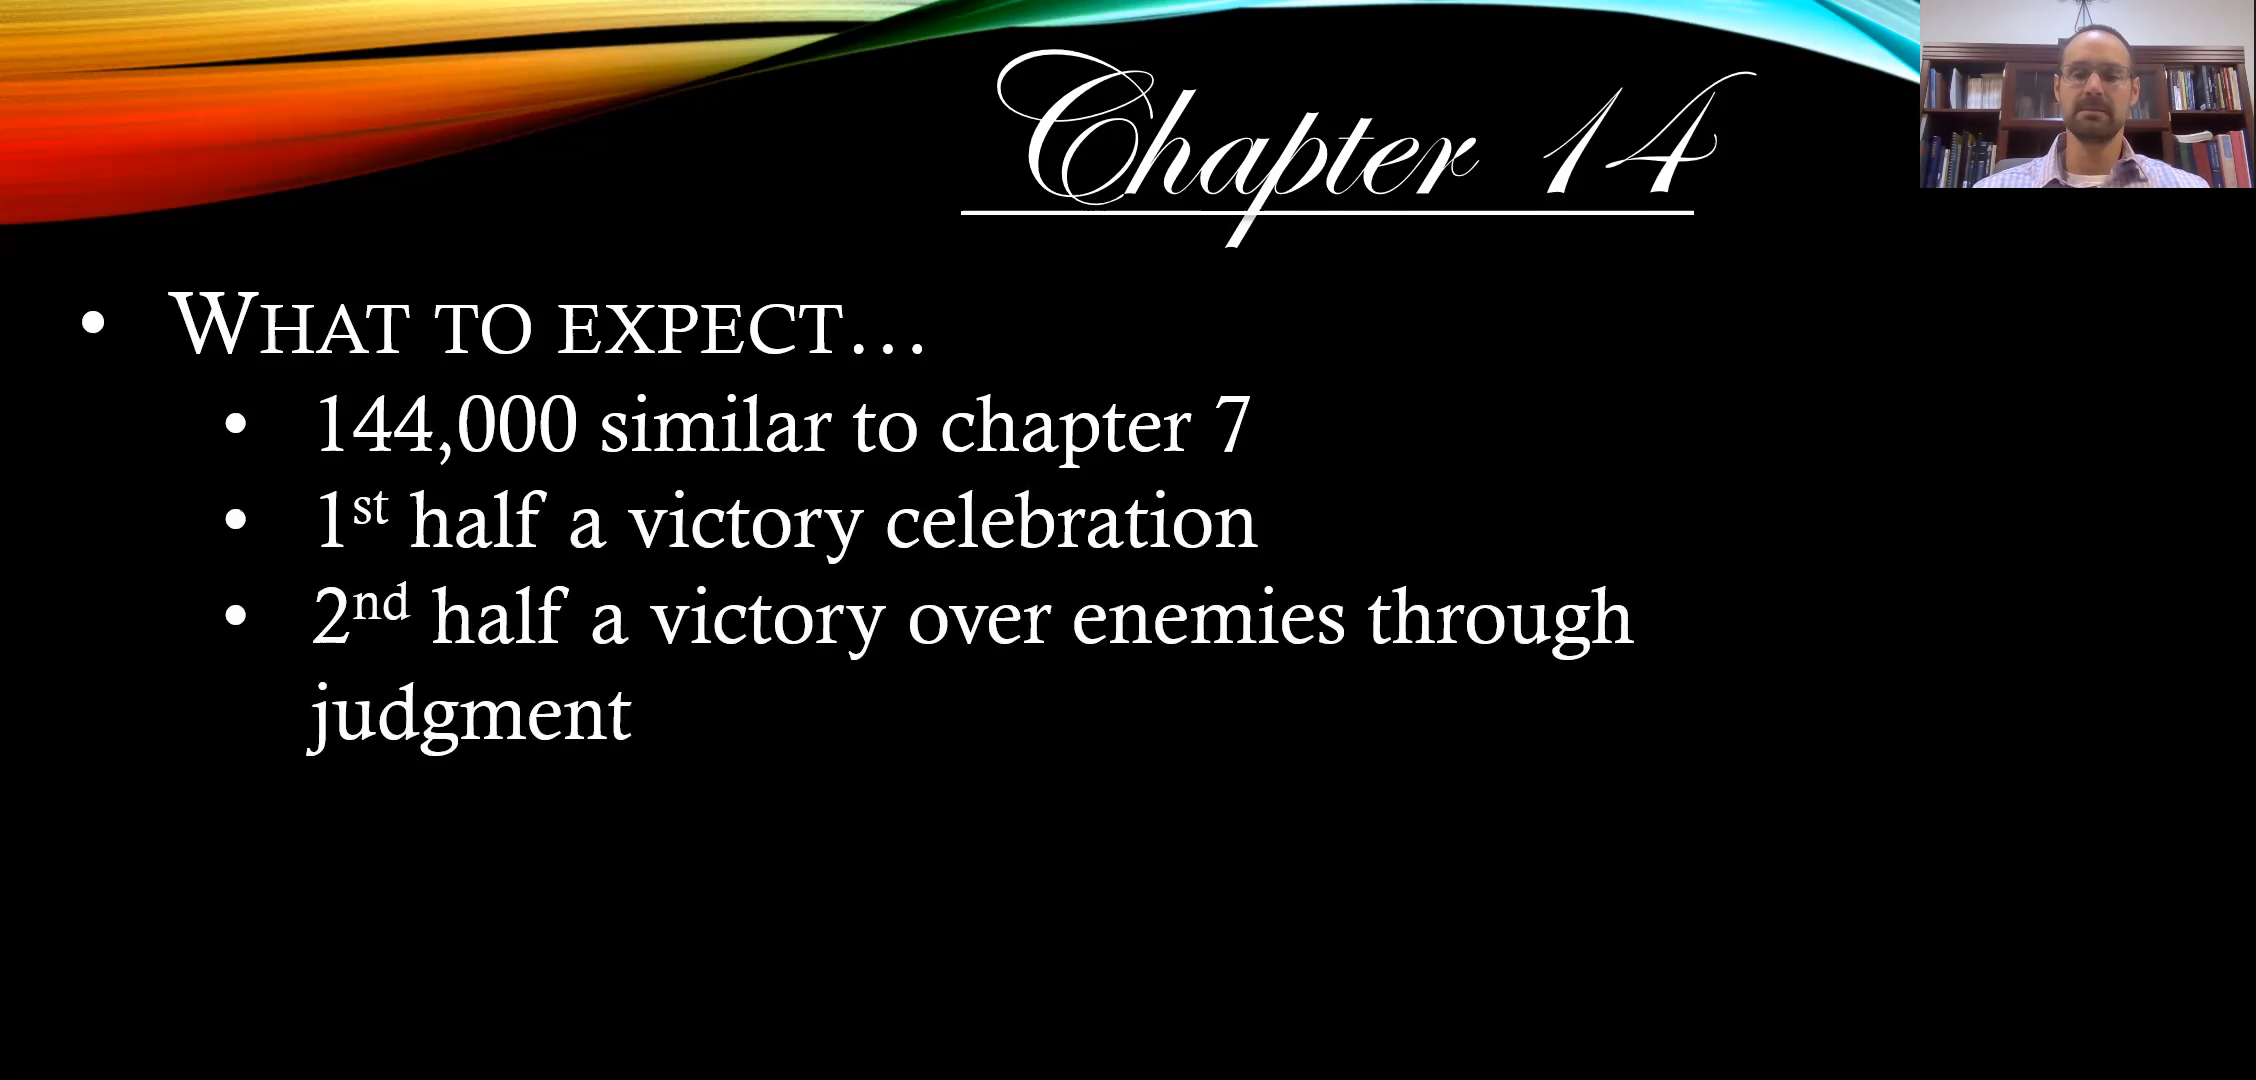 Chapter 14
• WHAT TO EXPECT…
• 144,000 similar to chapter 7
• 1st half a victory celebration
• 2nd half a victory over enemies through
judgment